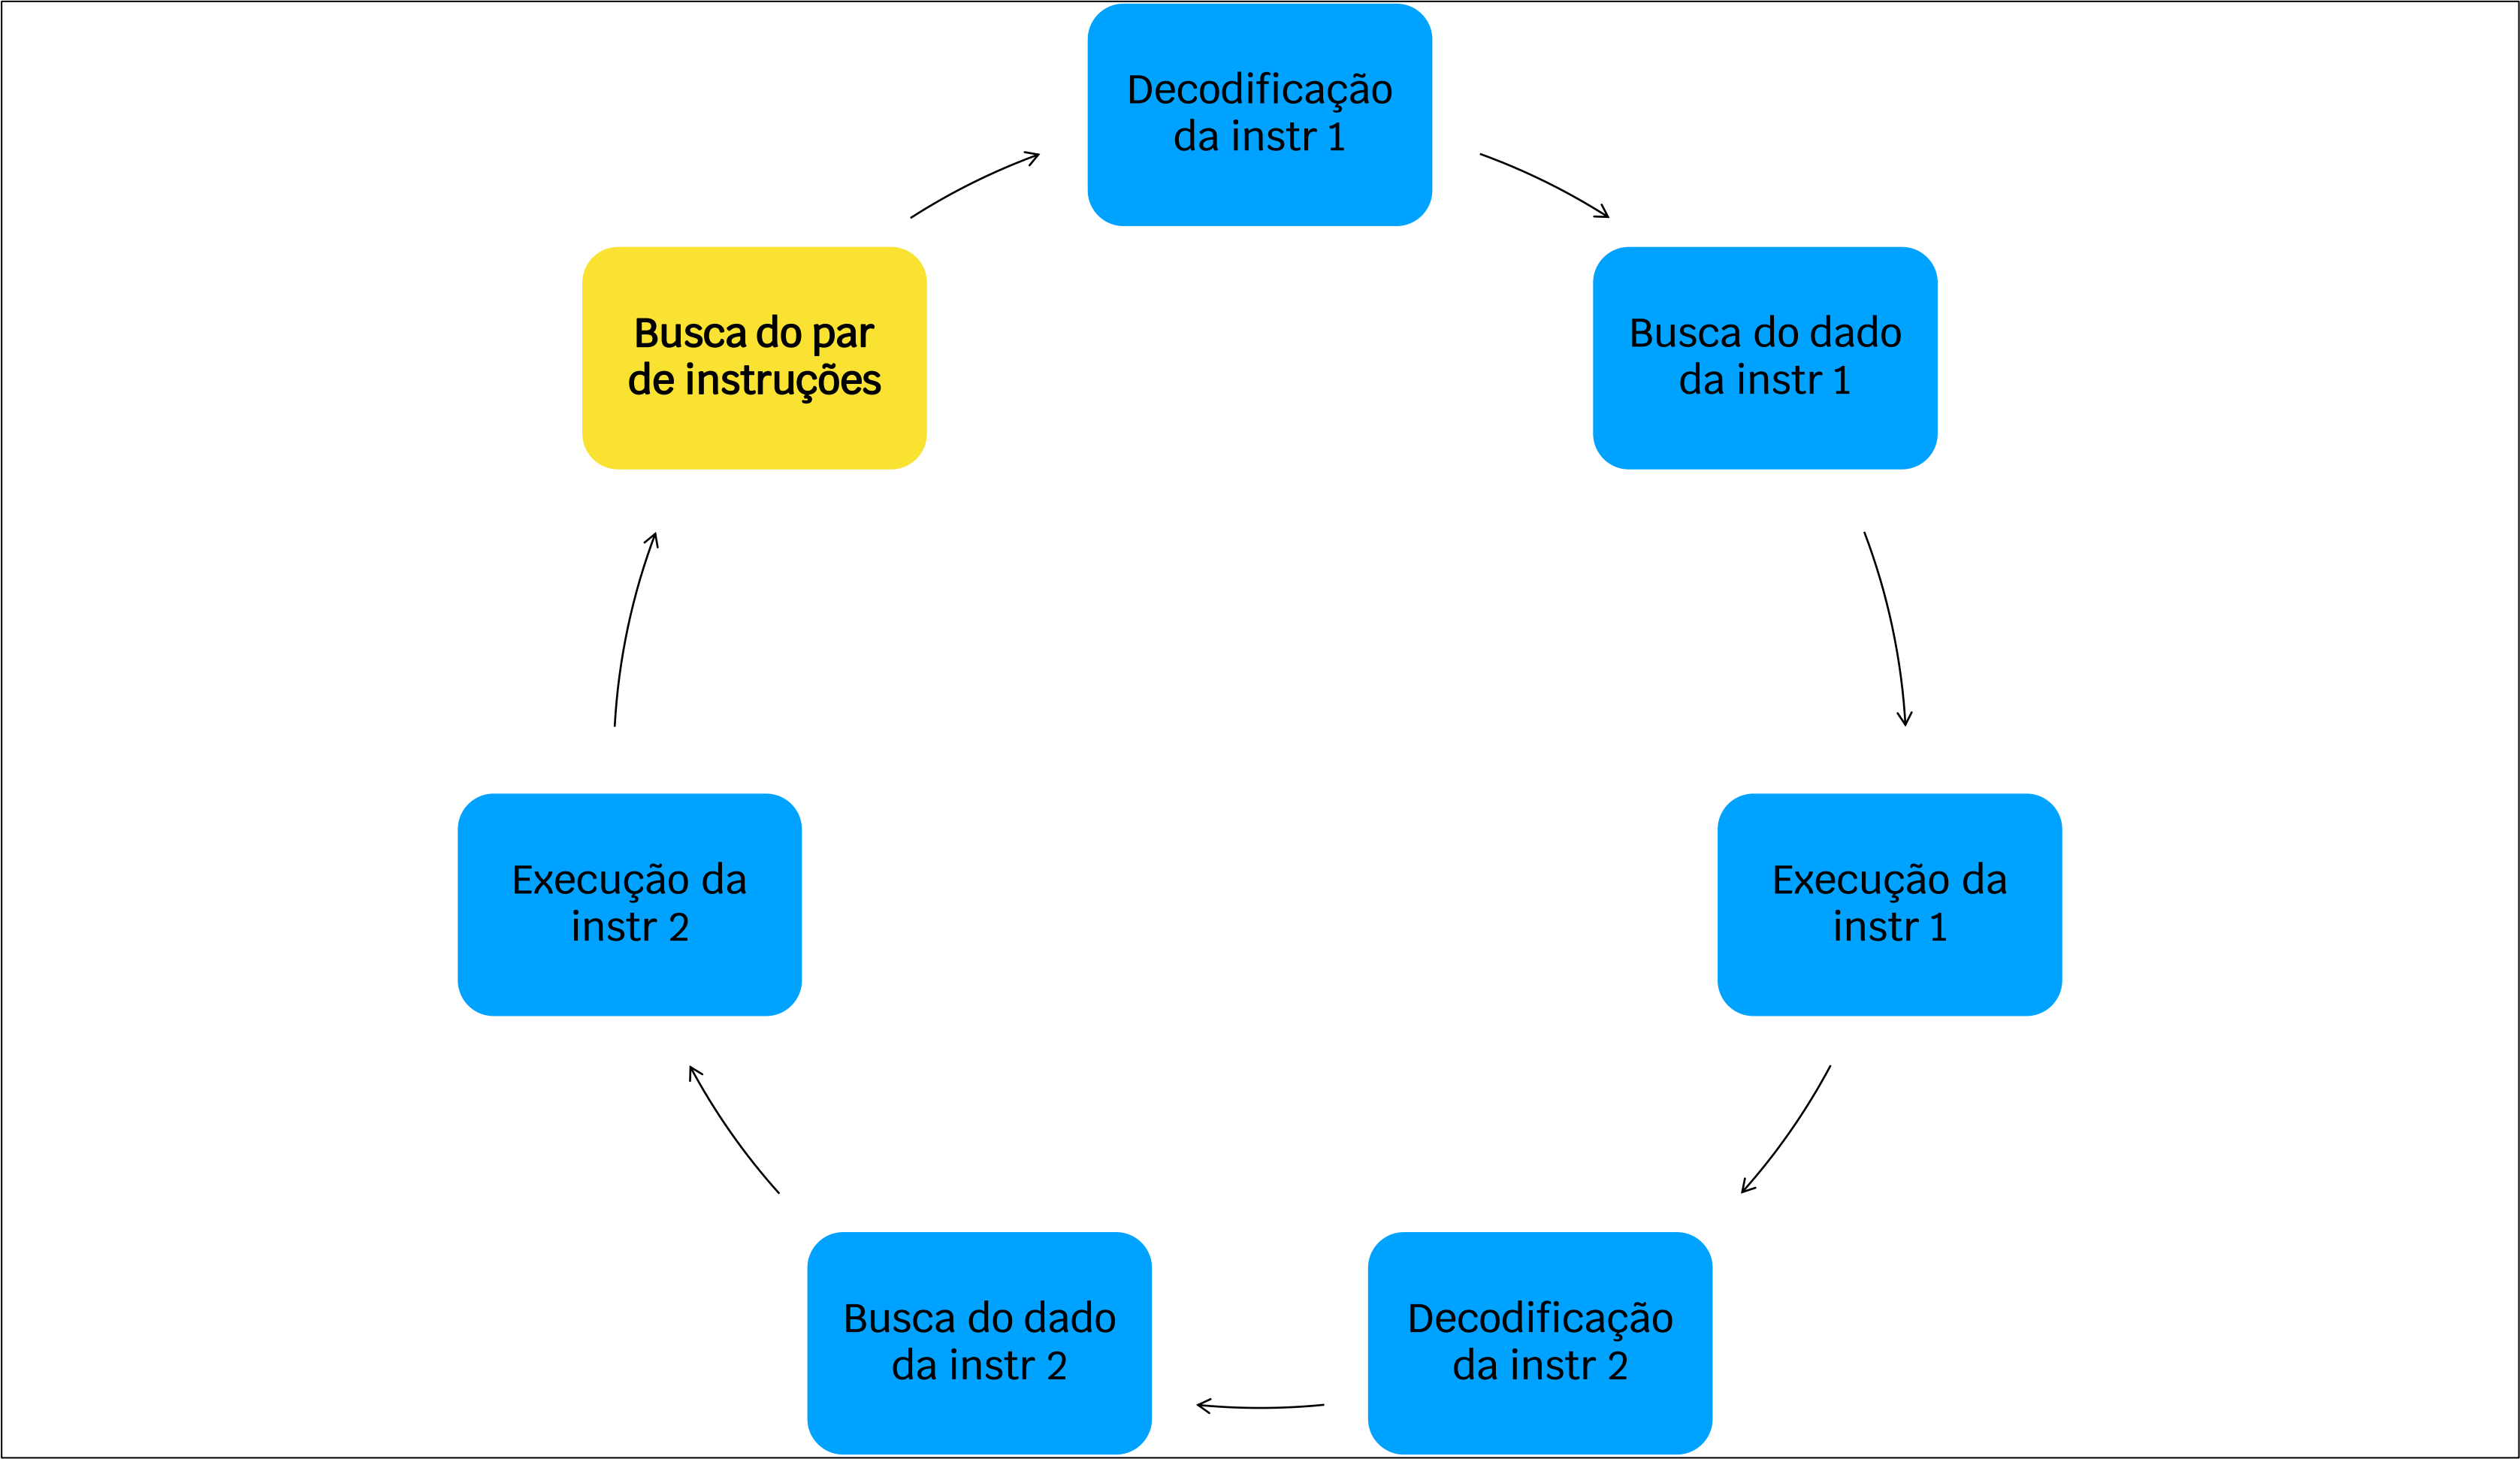 Decodificação
da instr 1
Busca do par
de instruções
Busca do dado
da instr 1
Execução da
instr 2
Execução da
instr 1
Busca do dado
da instr 2
Decodificação
da instr 2